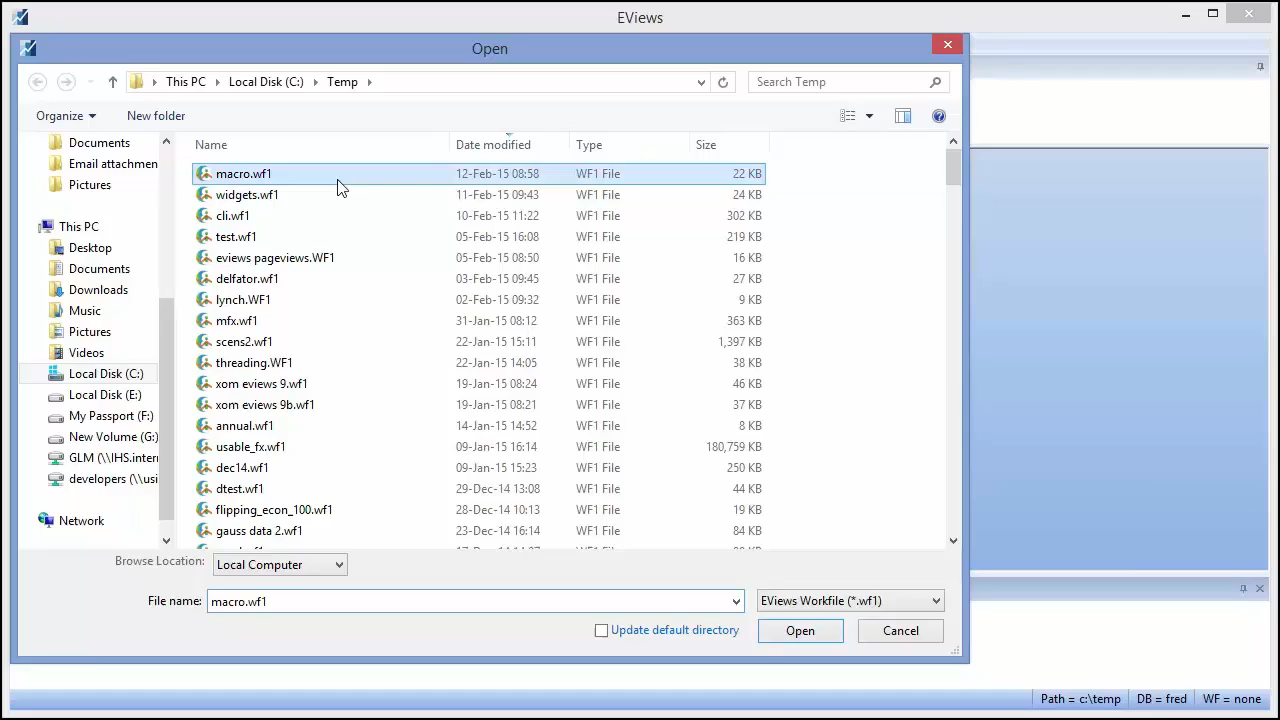 EViews
Open
This PC Local Disk (C:) Temp
Search Temp
Organize New folder
Name Date modified Type Size
Documents
Email attachmen
Pictures
This PC
Desktop
Documents
Downloads
Music
Pictures
Videos
Local Disk (C:)
Local Disk (E:)
My Passport (F:)
New Volume (G:)
GLM (\\IHS.interr
developers (\\usi
Network
macro.wf1 12-Feb-15 08:58 WF1 File 22 KB
widgets.wf1 11-Feb-15 09:43 WF1 File 24 KB
cli.wf1 10-Feb-15 11:22 WF1 File 302 KB
test.wf1 05-Feb-15 16:08 WF1 File 219 KB
eviews pageviews.WF1 05-Feb-15 08:50 WF1 File 16 KB
delfator.wf1 03-Feb-15 09:45 WF1 File 27 KB
lynch.WF1 02-Feb-15 09:32 WF1 File 9 KB
mfx.wf1 31-Jan-15 08:12 WF1 File 363 KB
scens2.wf1 22-Jan-15 15:11 WF1 File 1,397 KB
threading.WF1 22-Jan-15 14:05 WF1 File 38 KB
xom eviews 9.wf1 19-Jan-15 08:24 WF1 File 46 KB
xom eviews 9b.wf1 19-Jan-15 08:21 WF1 File 37 KB
annual.wf1 14-Jan-15 14:52 WF1 File 8 KB
usable_fx.wf1 09-Jan-15 16:14 WF1 File 180,759 KB
dec14.wf1 09-Jan-15 15:23 WF1 File 250 KB
dtest.wf1 29-Dec-14 13:08 WF1 File 44 KB
flipping_econ_100.wf1 28-Dec-14 10:13 WF1 File 19 KB
gauss data 2.wf1 23-Dec-14 16:14 WF1 File 84 KB
Browse Location: Local Computer
File name: macro.wf1 EViews Workfile (*.wf1)
Update default directory Open Cancel
Path = c:\temp DB = fred WF = none